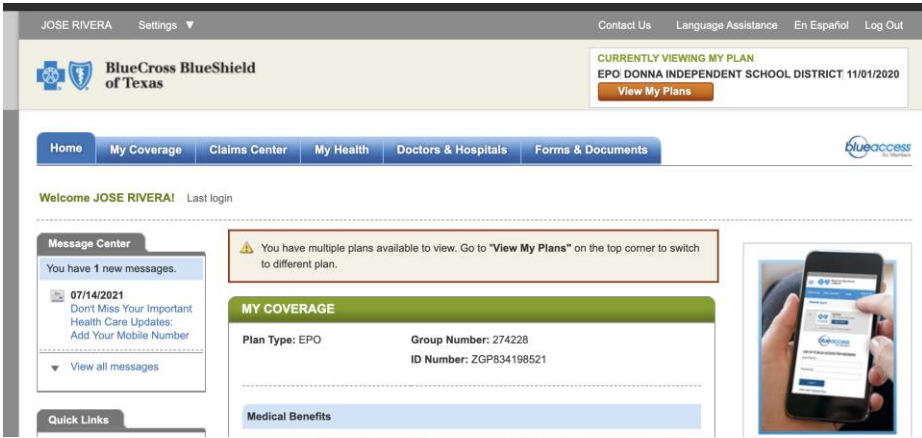 JOSE RIVERA Settings ▼ Contact Us Language Assistance En Español Log Out
BlueCross BlueShield
of Texas
CURRENTLY VIEWING MY PLAN
EPO DONNA INDEPENDENT SCHOOL DISTRICT 11/01/2020
View My Plans
Home My Coverage Claims Center My Health Doctors & Hospitals Forms & Documents
blueaccess
for Members
Welcome JOSE RIVERA! Last login
Message Center
You have 1 new messages.
07/14/2021
Don't Miss Your Important
Health Care Updates:
Add Your Mobile Number
▼ View all messages
Quick Links
You have multiple plans available to view. Go to "View My Plans" on the top corner to switch
to different plan.
MY COVERAGE
Plan Type: EPO Group Number: 274228
ID Number: ZGP834198521
Medical Benefits
blueaccess